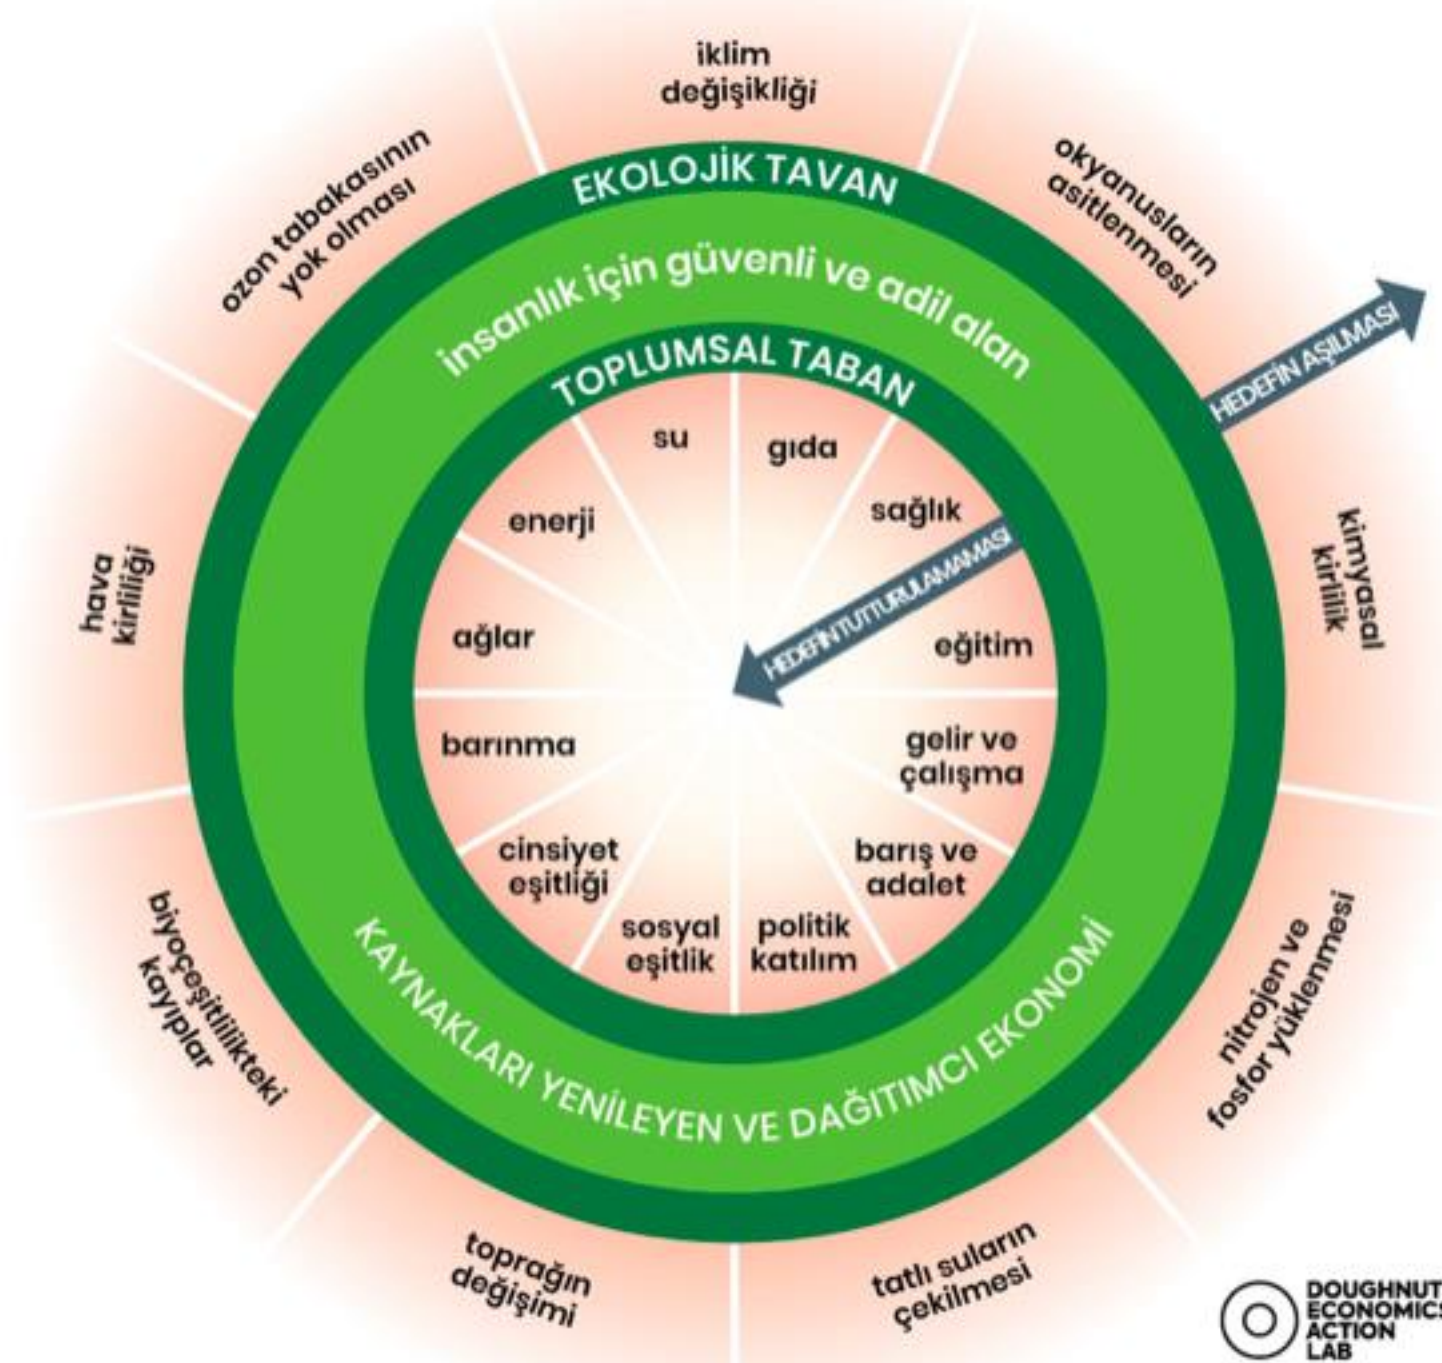 iklim
değişikliği
okyanusların
asitlenmesi
kimyasal
kirlilik
nitrojen ve
fosfor yüklenmesi
tatlı suların
çekilmesi
toprağın
değişimi
biyoçeşitlilikteki
kayıplar
hava
kirliliği
ozon tabakasının
yok olması
EKOLOJİK TAVAN
insanlık için güvenli ve adil alan
TOPLUMSAL TABAN
HEDEFİN AŞILMASI
HEDEFİN TUTTURULAMAMASI
su
gıda
sağlık
eğitim
gelir ve
çalışma
barış ve
adalet
politik
katılım
sosyal
eşitlik
cinsiyet
eşitliği
barınma
ağlar
enerji
KAYNAKLARI YENİLEYEN VE DAĞITIMCI EKONOMİ
DOUGHNUT
ECONOMICS
ACTION
LAB